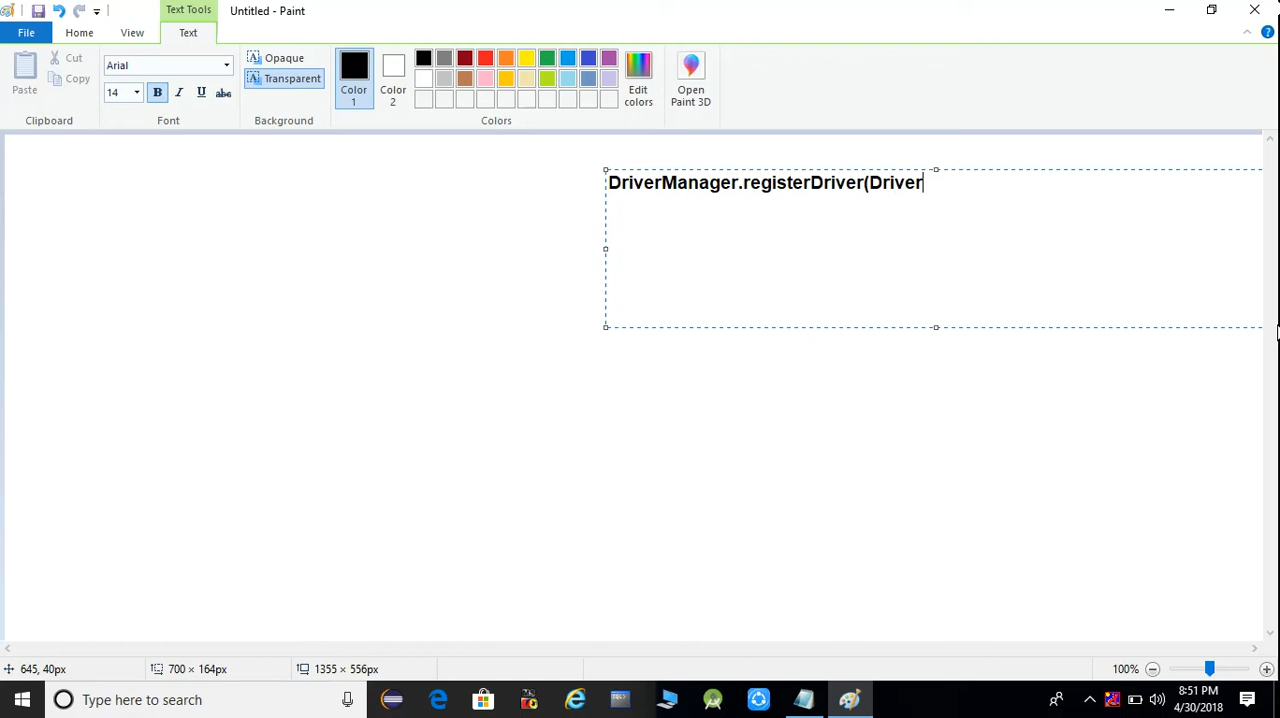 Text Tools
Untitled - Paint
File
Home
View
Text
Paste
Cut
Copy
Clipboard
Arial
14
B
I
U
abc
Font
Opaque
Transparent
Background
Color 1
Color 2
Edit colors
Colors
Open Paint 3D
DriverManager.registerDriver(Driver
645, 40px
700 × 164px
1355 × 556px
100%
Type here to search
8:51 PM
4/30/2018